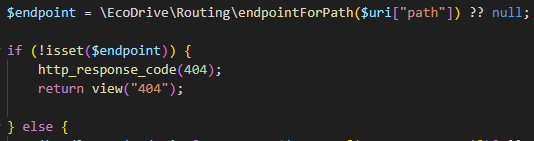 $endpoint = \EcoDrive\Routing\endpointForPath($uri["path"]) ?? null;
if (!isset($endpoint)) {
http_response_code(404);
return view("404");
} else {